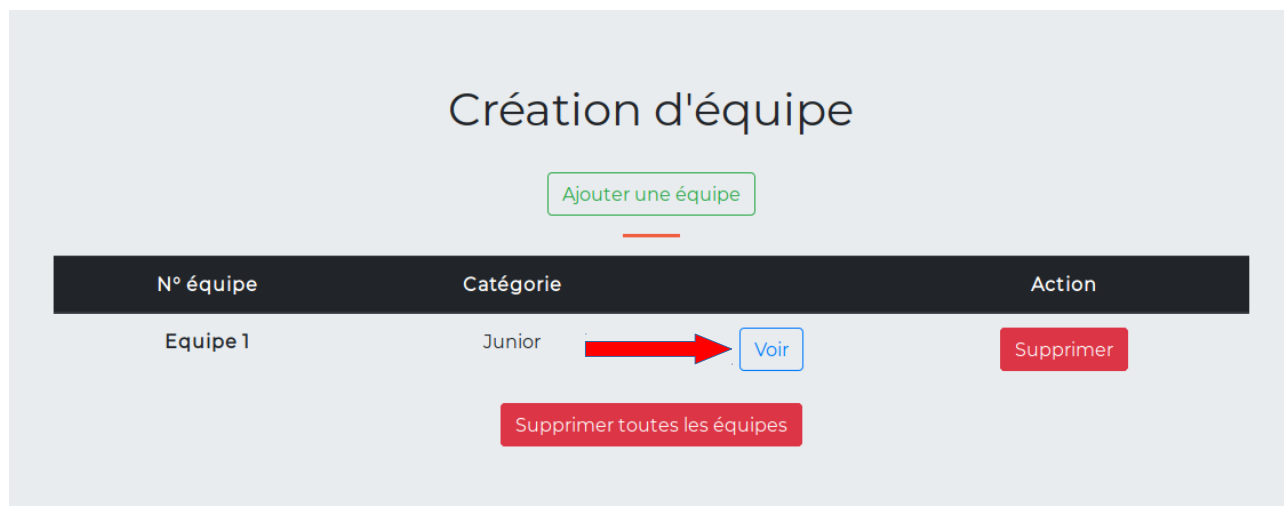 Création d'équipe
Ajouter une équipe
N° équipe Catégorie Action
Equipe 1 Junior Voir Supprimer
Supprimer toutes les équipes